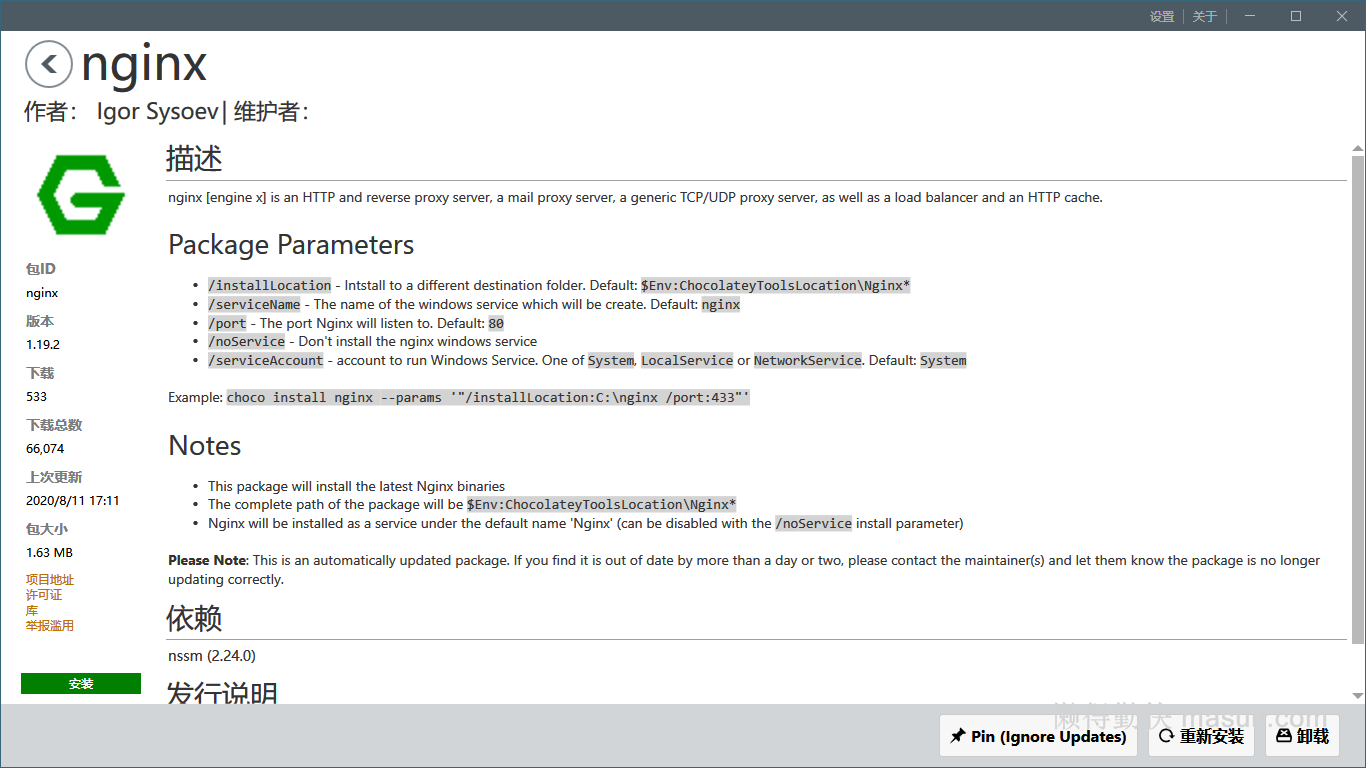 设置 关于
nginx
作者： Igor Sysoev| 维护者：
描述
nginx [engine x] is an HTTP and reverse proxy server, a mail proxy server, a generic TCP/UDP proxy server, as well as a load balancer and an HTTP cache.
Package Parameters
• /installLocation - Intstall to a different destination folder. Default: $Env:ChocolateyToolsLocation\Nginx*
• /serviceName - The name of the windows service which will be create. Default: nginx
• /port - The port Nginx will listen to. Default: 80
• /noService - Don't install the nginx windows service
• /serviceAccount - account to run Windows Service. One of System, LocalService or NetworkService. Default: System
Example: choco install nginx --params '"/installLocation:C:\nginx /port:433"'
Notes
• This package will install the latest Nginx binaries
• The complete path of the package will be $Env:ChocolateyToolsLocation\Nginx*
• Nginx will be installed as a service under the default name 'Nginx' (can be disabled with the /noService install parameter)
Please Note: This is an automatically updated package. If you find it is out of date by more than a day or two, please contact the maintainer(s) and let them know the package is no longer
updating correctly.
依赖
nssm (2.24.0)
发行说明
包ID
nginx
版本
1.19.2
下载
533
下载总数
66,074
上次更新
2020/8/11 17:11
包大小
1.63 MB
项目地址
许可证
库
举报滥用
安装
Pin (Ignore Updates)
重新安装
卸载